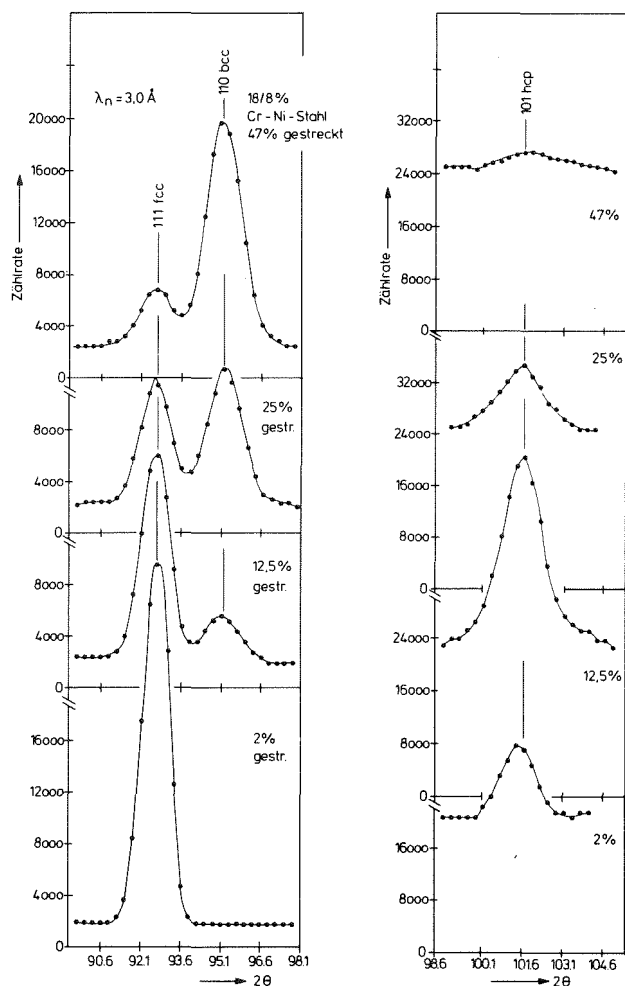 λn = 3,0 Å
111 fcc
110 bcc
18/8%
Cr - Ni - Stahl
47% gestreckt
Zählrate
20000
16000
12000
8000
4000
0
25%
gestr.
8000
4000
0
12,5%
gestr.
8000
4000
0
2%
gestr.
16000
12000
8000
4000
0
90.6 92.1 93.6 95.1 96.6 98.1
2θ
101 hcp
Zählrate
32000
24000
16000
8000
0
47%
25%
32000
24000
16000
8000
0
12,5%
24000
16000
8000
0
2%
16000
8000
0
98.6 100.1 101.6 103.1 104.6
2θ